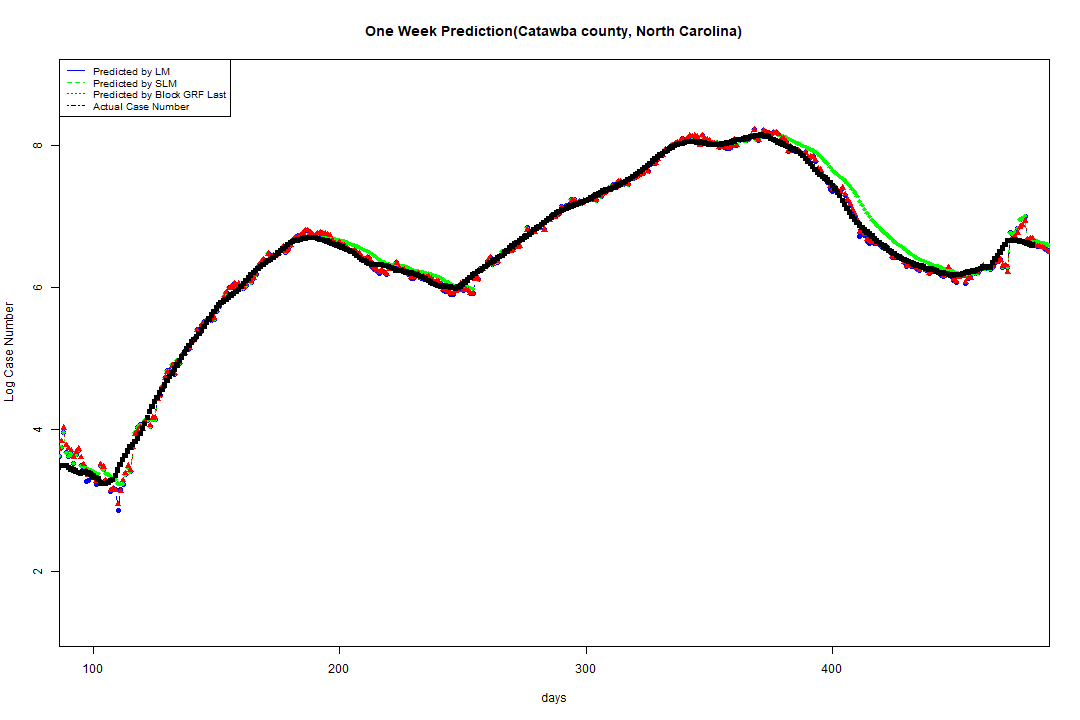 One Week Prediction(Catawba county, North Carolina)
Predicted by LM
Predicted by SLM
Predicted by Block GRF Last
Actual Case Number
8
6
4
2
Log Case Number
100 200 300 400
days